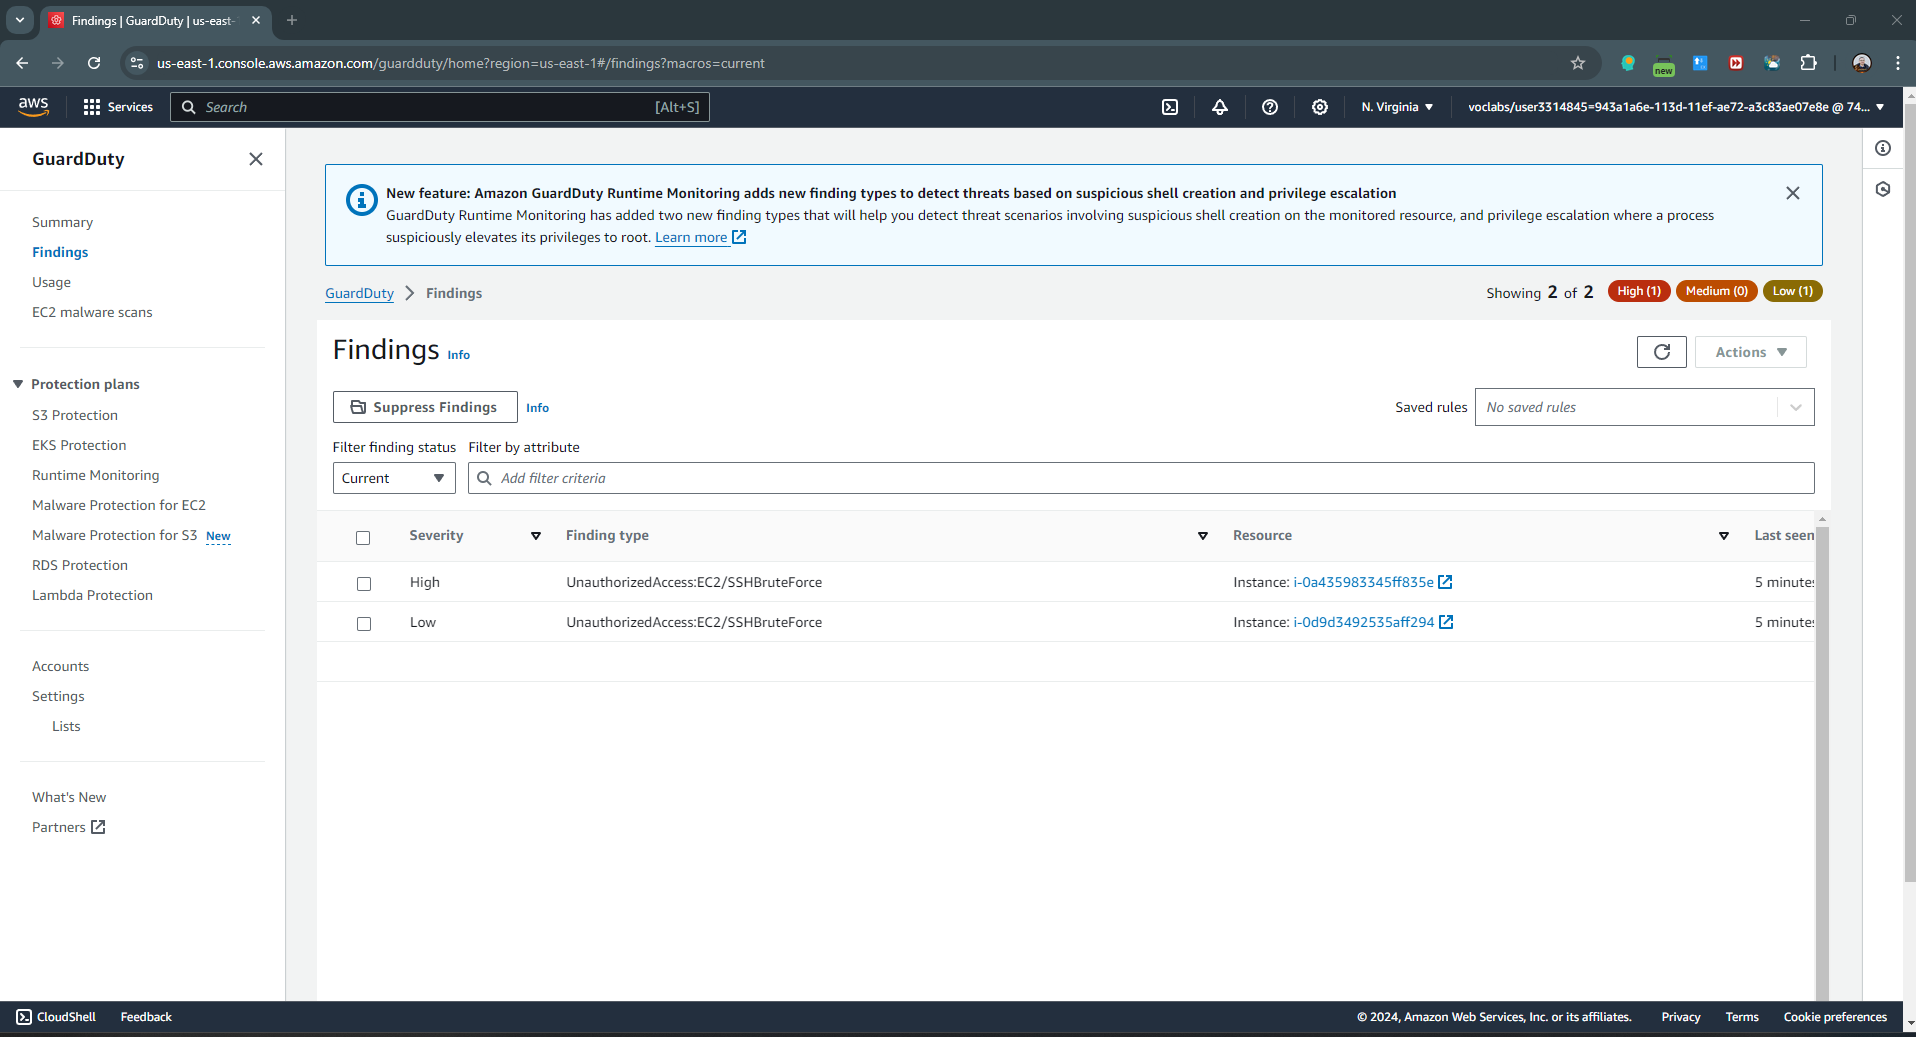 Findings | GuardDuty | us-east-
us-east-1.console.aws.amazon.com/guardduty/home?region=us-east-1#/findings?macros=current
new
aws
Services
Search
[Alt+S]
N. Virginia
voclabs/user3314845=943a1a6e-113d-11ef-ae72-a3c83ae07e8e @ 74...
GuardDuty
Summary
Findings
Usage
EC2 malware scans
Protection plans
S3 Protection
EKS Protection
Runtime Monitoring
Malware Protection for EC2
Malware Protection for S3 New
RDS Protection
Lambda Protection
Accounts
Settings
Lists
What's New
Partners
New feature: Amazon GuardDuty Runtime Monitoring adds new finding types to detect threats based on suspicious shell creation and privilege escalation
GuardDuty Runtime Monitoring has added two new finding types that will help you detect threat scenarios involving suspicious shell creation on the monitored resource, and privilege escalation where a process
suspiciously elevates its privileges to root. Learn more
GuardDuty > Findings
Showing 2 of 2
High (1)
Medium (0)
Low (1)
Findings Info
Actions
Suppress Findings
Info
Saved rules
No saved rules
Filter finding status
Filter by attribute
Current
Add filter criteria
Severity
Finding type
Resource
Last seen
High
UnauthorizedAccess:EC2/SSHBruteForce
Instance: i-0a435983345ff835e
5 minute
Low
UnauthorizedAccess:EC2/SSHBruteForce
Instance: i-0d9d3492535aff294
5 minute
CloudShell
Feedback
© 2024, Amazon Web Services, Inc. or its affiliates.
Privacy
Terms
Cookie preferences